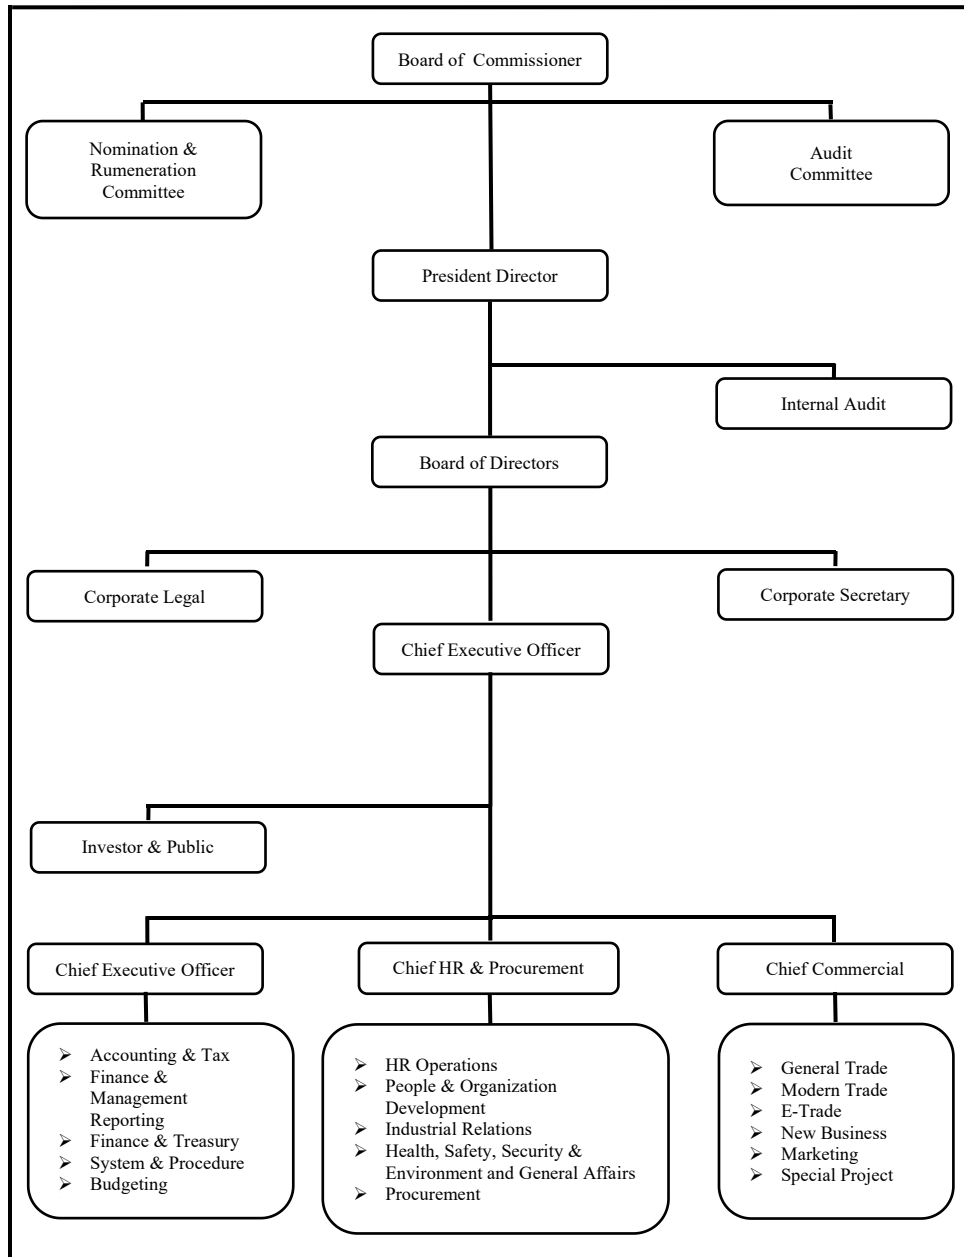 Board of Commissioner
Nomination &
Rumeneration
Committee
Audit
Committee
President Director
Internal Audit
Board of Directors
Corporate Legal
Corporate Secretary
Chief Executive Officer
Investor & Public
Chief Executive Officer
Chief HR & Procurement
Chief Commercial
➢ Accounting & Tax
➢ Finance &
Management
Reporting
➢ Finance & Treasury
➢ System & Procedure
➢ Budgeting
➢ HR Operations
➢ People & Organization
Development
➢ Industrial Relations
➢ Health, Safety, Security &
Environment and General Affairs
➢ Procurement
➢ General Trade
➢ Modern Trade
➢ E-Trade
➢ New Business
➢ Marketing
➢ Special Project